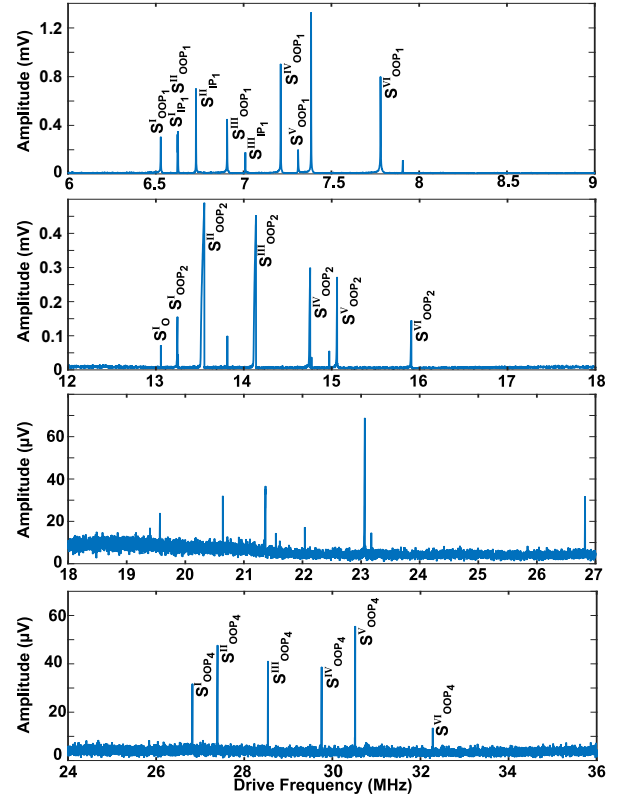 Amplitude (mV)
1.2
0.8
0.4
0
S^I_OOP1
S^I_IP1
S^II_OOP1
S^II_IP1
S^III_OOP1
S^III_IP1
S^IV_OOP1
S^V_OOP1
S^VI_OOP1
6 6.5 7 7.5 8 8.5 9
Amplitude (mV)
0.4
0.3
0.2
0.1
0
S^I_O
S^I_OOP2
S^II_OOP2
S^III_OOP2
S^IV_OOP2
S^V_OOP2
S^VI_OOP2
12 13 14 15 16 17 18
Amplitude (μV)
60
40
20
0
18 19 20 21 22 23 24 25 26 27
Amplitude (μV)
60
40
20
0
S^I_OOP4
S^II_OOP4
S^III_OOP4
S^IV_OOP4
S^V_OOP4
S^VI_OOP4
24 26 28 30 32 34 36
Drive Frequency (MHz)